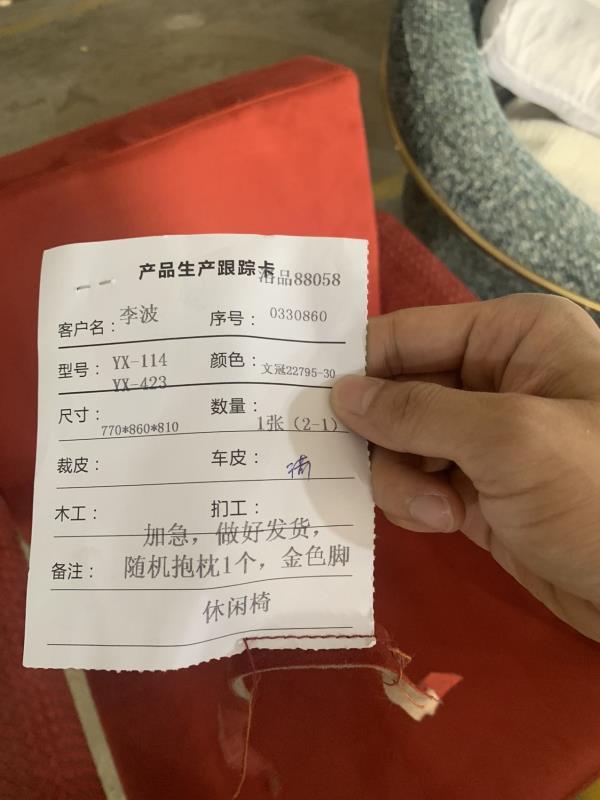 产品生产跟踪卡
洛品88058
客户名：李波 序号：0330860
型号：YX-114 颜色：文冠22795-30
YX-423
尺寸：770*860*810 数量：1张（2-1）
裁皮： 车皮：
木工： 扪工：
加急，做好发货，
备注：随机抱枕1个，金色脚
休闲椅